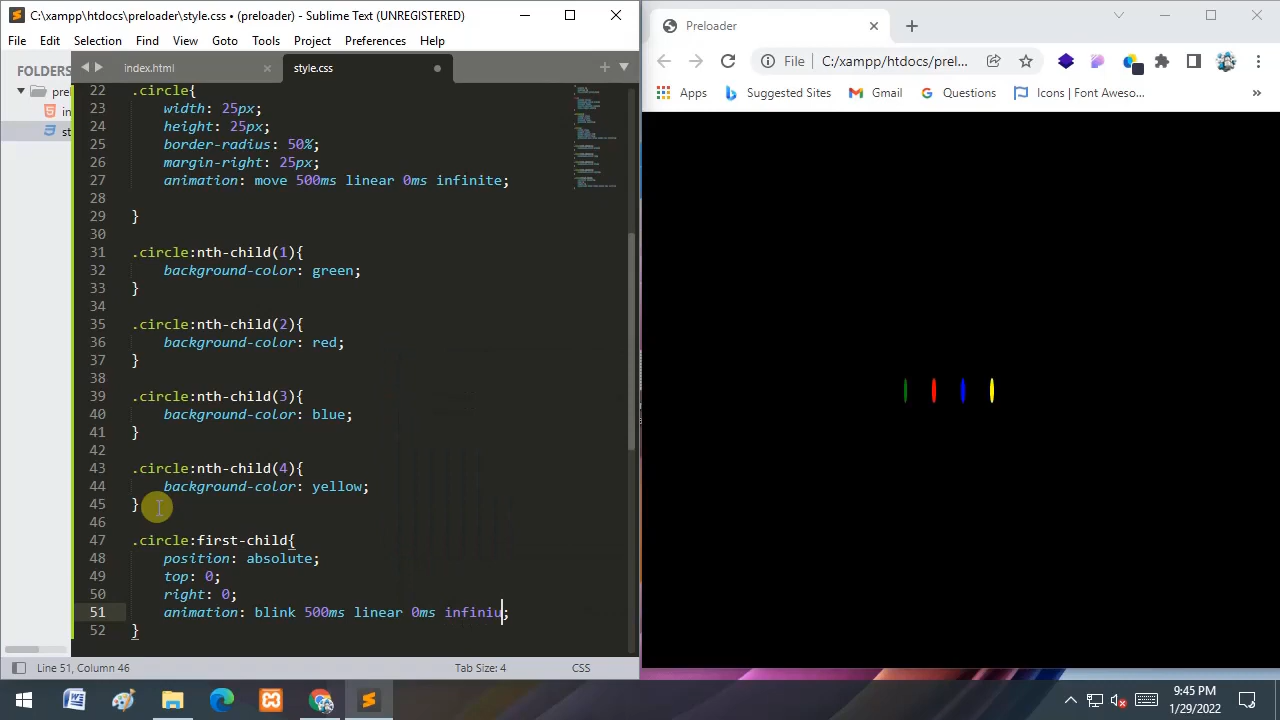 C:\xampp\htdocs\preloader\style.css • (preloader) - Sublime Text (UNREGISTERED)
File Edit Selection Find View Goto Tools Project Preferences Help
FOLDERS
index.html
style.css
22 .circle{
23 width: 25px;
24 height: 25px;
25 border-radius: 50%;
26 margin-right: 25px;
27 animation: move 500ms linear 0ms infinite;
28
29 }
30
31 .circle:nth-child(1){
32 background-color: green;
33 }
34
35 .circle:nth-child(2){
36 background-color: red;
37 }
38
39 .circle:nth-child(3){
40 background-color: blue;
41 }
42
43 .circle:nth-child(4){
44 background-color: yellow;
45 }
46
47 .circle:first-child{
48 position: absolute;
49 top: 0;
50 right: 0;
51 animation: blink 500ms linear 0ms infiniu;
52 }
Line 51, Column 46
Tab Size: 4
CSS
Preloader
File C:/xampp/htdocs/prelo...
Apps Suggested Sites Gmail Questions Icons | Font Aweso... »
9:45 PM
1/29/2022